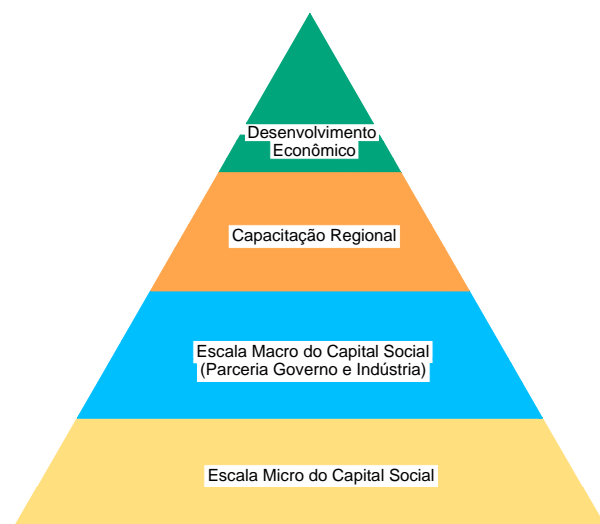 Desenvolvimento
Econômico
Capacitação Regional
Escala Macro do Capital Social
(Parceria Governo e Indústria)
Escala Micro do Capital Social